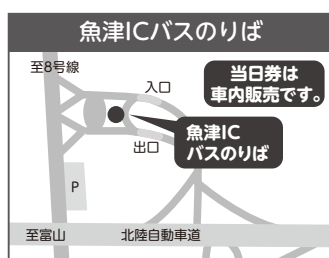 魚津ICバスのりば
至8号線
入口
当日券は
車内販売です。
出口
魚津IC
バスのりば
P
至富山
北陸自動車道